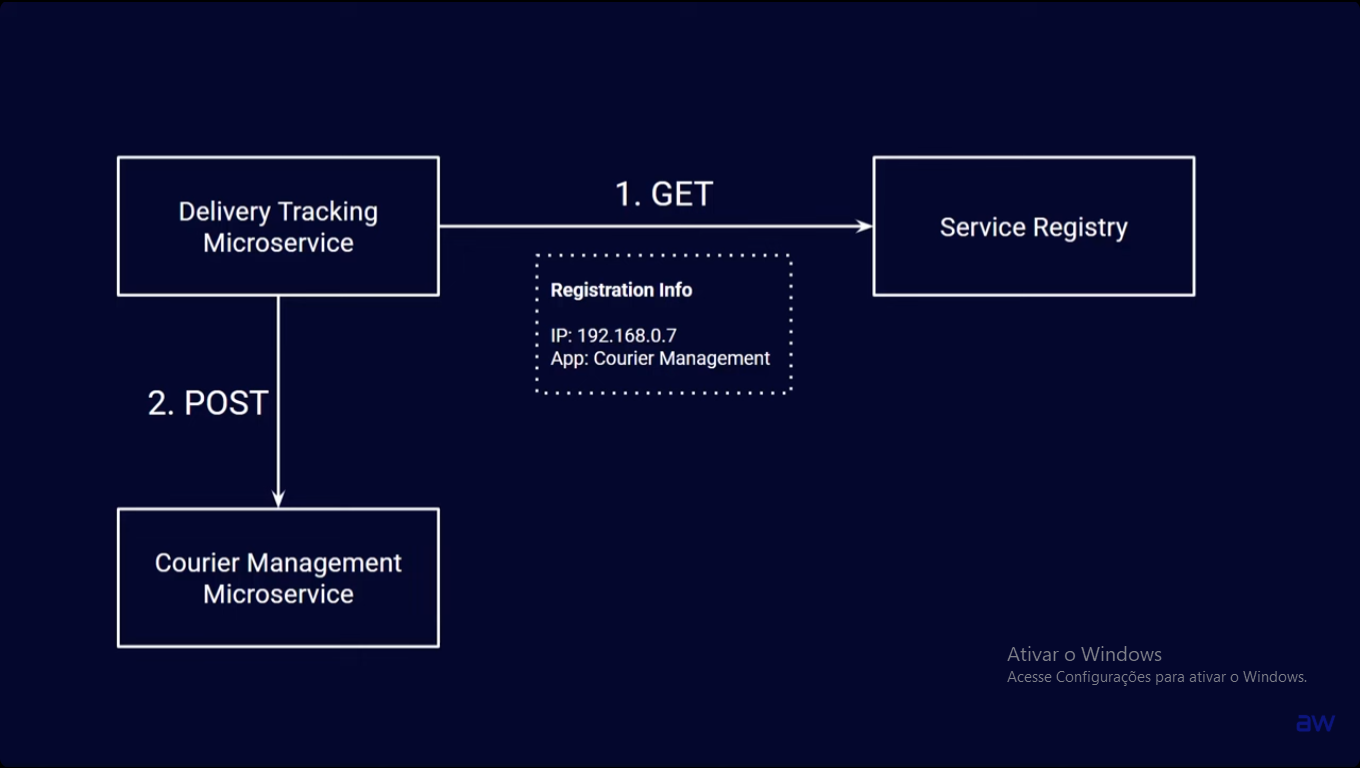 Delivery Tracking
Microservice
1. GET
Service Registry
Registration Info
IP: 192.168.0.7
App: Courier Management
2. POST
Courier Management
Microservice
Ativar o Windows
Acesse Configurações para ativar o Windows.
aw